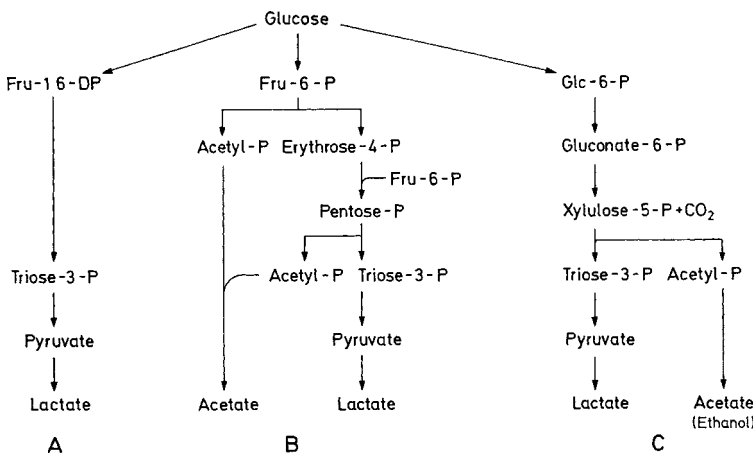 Glucose
Fru-1 6-DP Fru-6-P Glc-6-P
Acetyl-P Erythrose-4-P Gluconate-6-P
Fru-6-P
Pentose-P Xylulose-5-P+CO₂
Triose-3-P Acetyl-P Triose-3-P Triose-3-P Acetyl-P
Pyruvate Pyruvate Pyruvate
Lactate Acetate Lactate Lactate Acetate
(Ethanol)
A B C